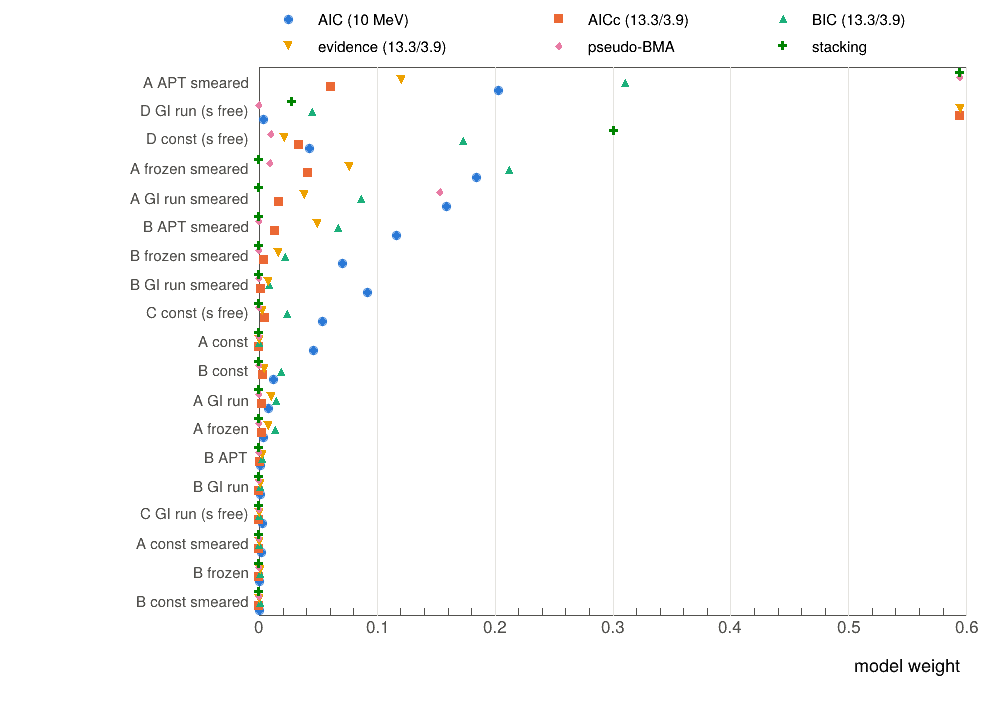 AIC (10 MeV) AICc (13.3/3.9) BIC (13.3/3.9)
evidence (13.3/3.9) pseudo-BMA stacking
A APT smeared
D GI run (s free)
D const (s free)
A frozen smeared
A GI run smeared
B APT smeared
B frozen smeared
B GI run smeared
C const (s free)
A const
B const
A GI run
A frozen
B APT
B GI run
C GI run (s free)
A const smeared
B frozen
B const smeared
0 0.1 0.2 0.3 0.4 0.5 0.6
model weight